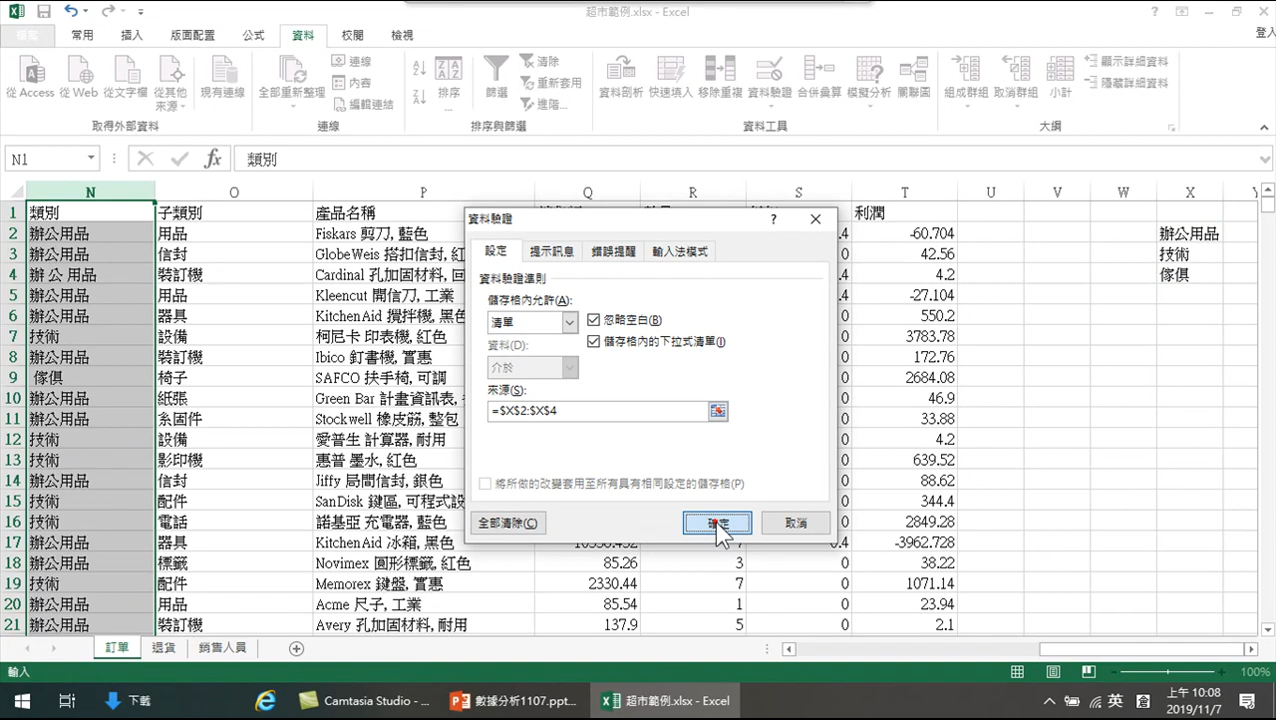 超市範例.xlsx - Excel
檔案 常用 插入 版面配置 公式 資料 校閱 檢視 登入
從 Access 從 Web 從文字檔 從其他來源 現有連線 全部重新整理 連線 內容 編輯連結 排序 篩選 清除 重新套用 進階... 資料剖析 快速填入 移除重複 資料驗證 合併彙算 模擬分析 關聯圖 組成群組 取消群組 小計 顯示詳細資料 隱藏詳細資料
取得外部資料 連線 排序與篩選 資料工具 大綱
N1 fx 類別
N O P Q R S T U V W X Y
1 類別 子類別 產品名稱 利潤
2 辦公用品 用品 Fiskars 剪刀, 藍色 -60.704 辦公用品
3 辦公用品 信封 GlobeWeis 搭扣信封, 紅 42.56 技術
4 辦 公 用品 裝訂機 Cardinal 孔加固材料, 回 4.2 傢俱
5 辦公用品 用品 Kleencut 開信刀, 工業 -27.104
6 辦公用品 器具 KitchenAid 攪拌機, 黑色 550.2
7 技術 設備 柯尼卡 印表機, 紅色 3783.78
8 辦公用品 裝訂機 Ibico 釘書機, 實惠 172.76
9 傢俱 椅子 SAFCO 扶手椅, 可調 2684.08
10 辦公用品 紙張 Green Bar 計畫資訊表, 46.9
11 辦公用品 糸固件 Stockwell 橡皮筋, 整包 33.88
12 技術 設備 愛普生 計算器, 耐用 4.2
13 技術 影印機 惠普 墨水, 紅色 639.52
14 辦公用品 信封 Jiffy 局間信封, 銀色 88.62
15 技術 配件 SanDisk 鍵區, 可程式設 344.4
16 技術 電話 諾基亞 充電器, 藍色 2849.28
17 辦公用品 器具 KitchenAid 冰箱, 黑色 7 0.4 -3962.728
18 辦公用品 標籤 Novimex 圓形標籤, 紅色 85.26 3 0 38.22
19 技術 配件 Memorex 鍵盤, 實惠 2330.44 7 0 1071.14
20 辦公用品 用品 Acme 尺子, 工業 85.54 1 0 23.94
21 辦公用品 裝訂機 Avery 孔加固材料, 耐用 137.9 5 0 2.1
資料驗證 ?
設定 提示訊息 錯誤提醒 輸入法模式
資料驗證準則
儲存格內允許(A):
清單 忽略空白(B)
資料(D): 儲存格內的下拉式清單(I)
介於
來源(S):
=$X$2:$X$4
將所做的改變套用至所有具有相同設定的儲存格(P)
全部清除(C) 確定 取消
訂單 退貨 銷售人員
輸入 100%
下載 Camtasia Studio - ... 數據分析1107.ppt... 超市範例.xlsx - Excel 英 上午 10:08
2019/11/7